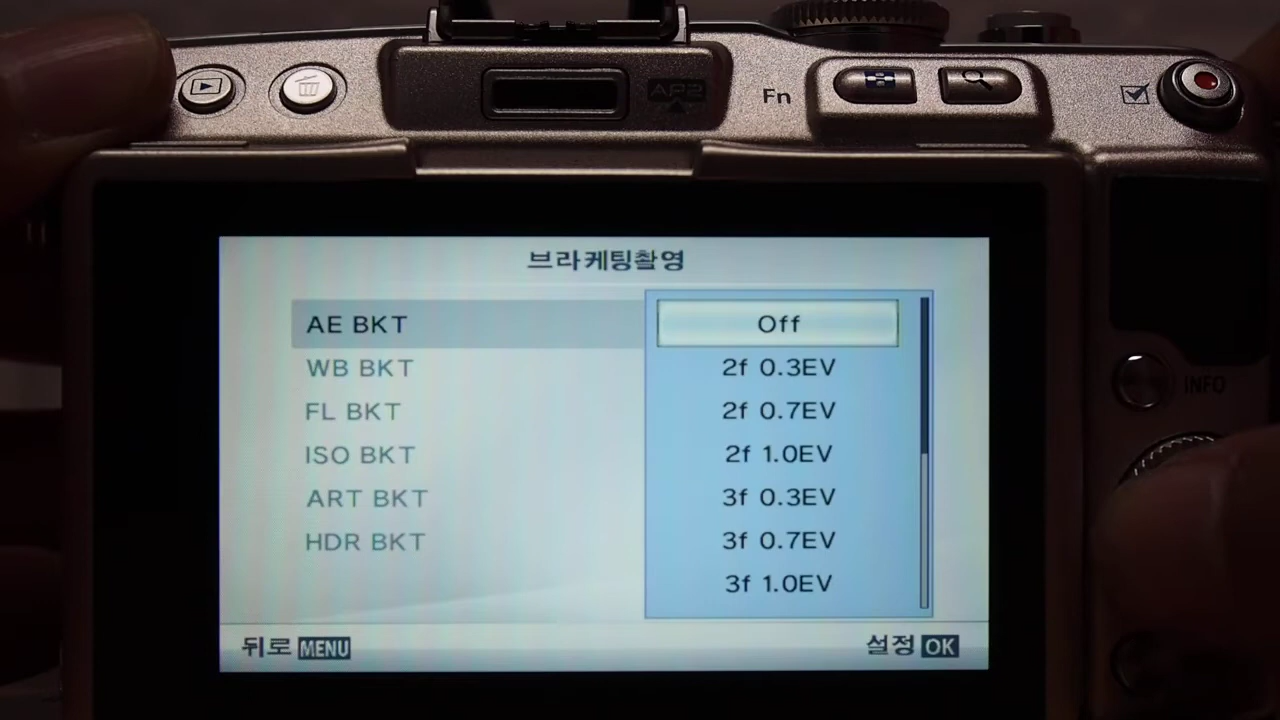 AP2
Fn
브라케팅촬영
AE BKT
Off
WB BKT
2f 0.3EV
FL BKT
2f 0.7EV
ISO BKT
2f 1.0EV
ART BKT
3f 0.3EV
HDR BKT
3f 0.7EV
3f 1.0EV
INFO
뒤로 MENU
설정 OK